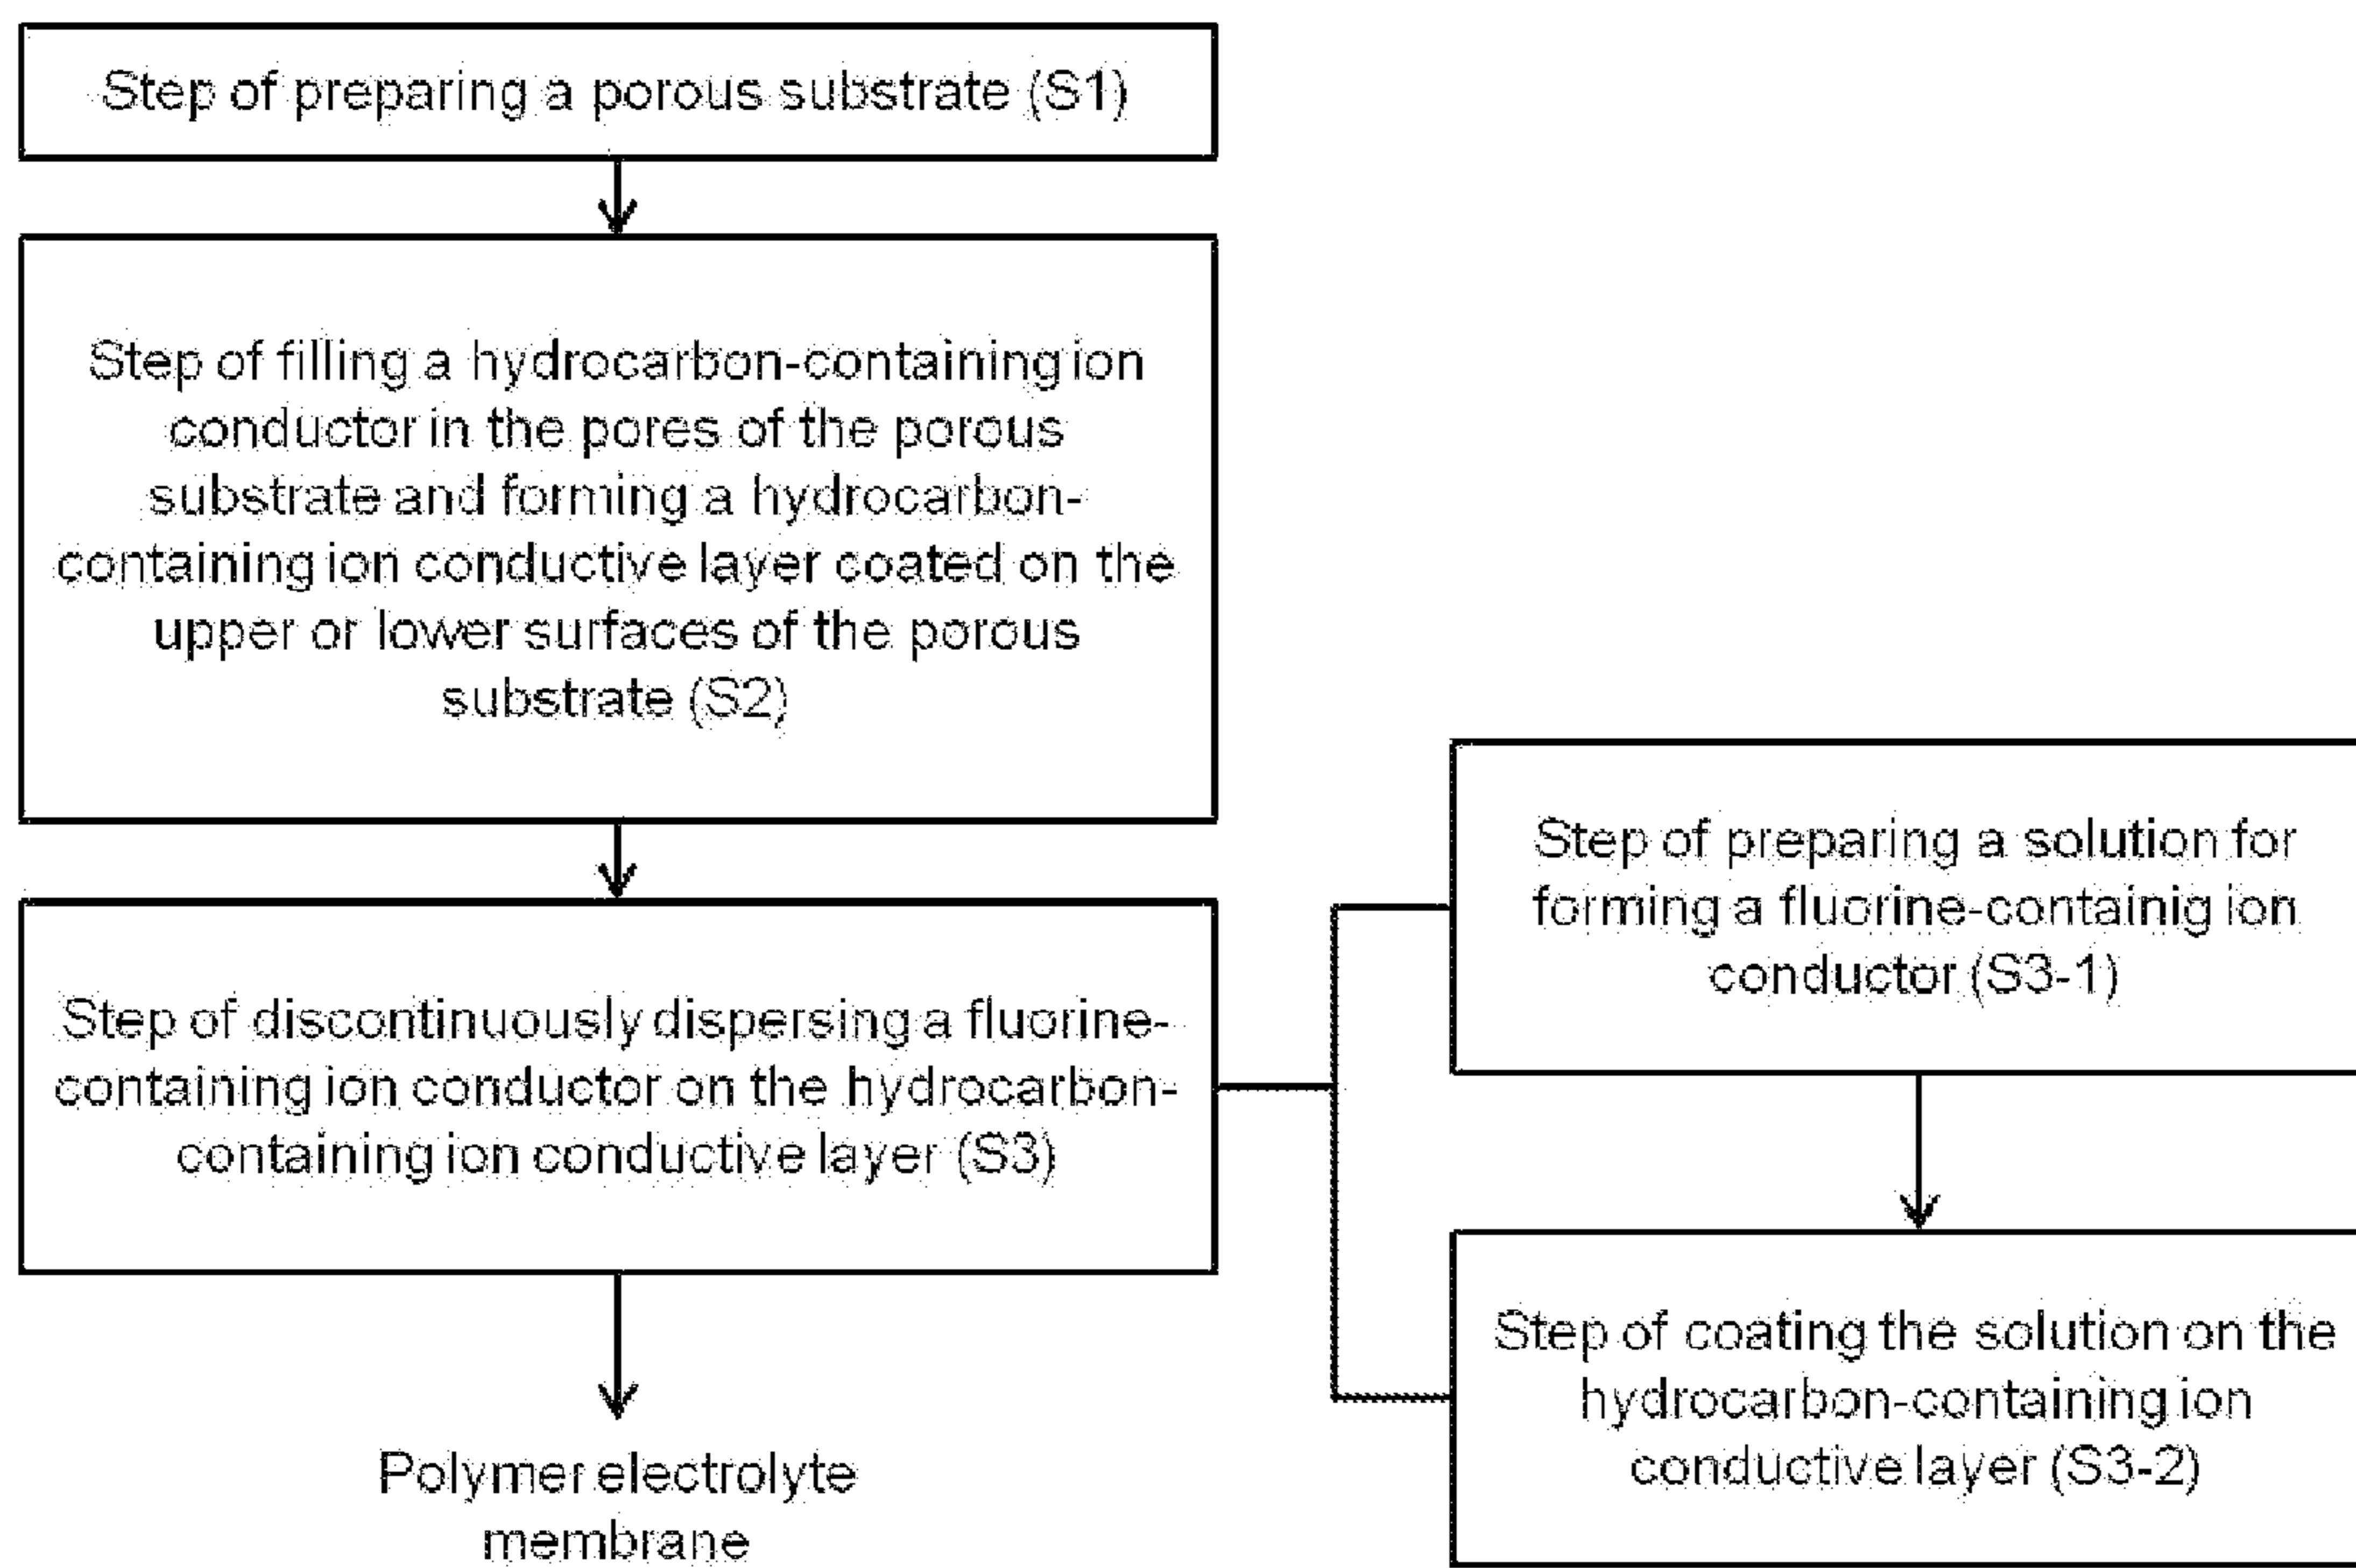 Step of preparing a porous substrate (S1)
Step of filling a hydrocarbon-containing ion
conductor in the pores of the porous
substrate and forming a hydrocarbon-
containing ion conductive layer coated on the
upper or lower surfaces of the porous
substrate (S2)
Step of discontinuously dispersing a fluorine-
containing ion conductor on the hydrocarbon-
containing ion conductive layer (S3)
Polymer electrolyte
membrane
Step of preparing a solution for
forming a fluorine-containig ion
conductor (S3-1)
Step of coating the solution on the
hydrocarbon-containing ion
conductive layer (S3-2)